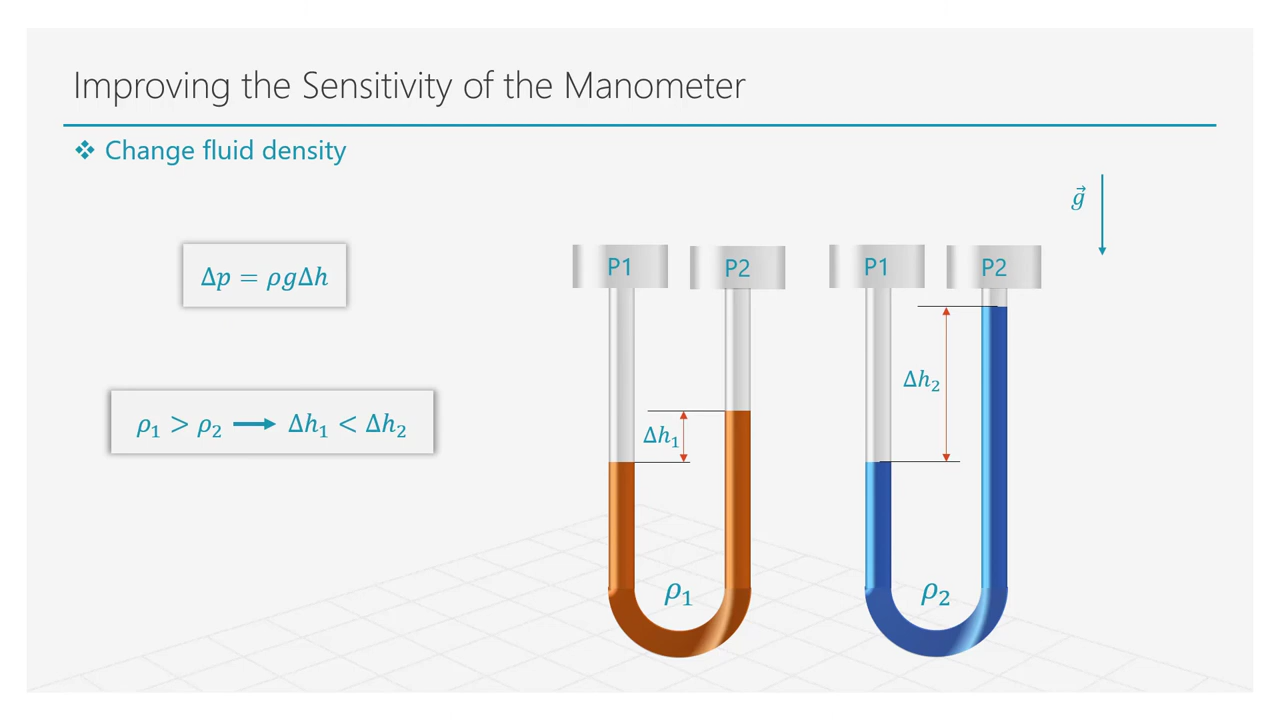 Improving the Sensitivity of the Manometer
❖ Change fluid density
g⃗
Δp = ρgΔh
P1
P2
P1
P2
Δh₂
ρ₁ > ρ₂ ⟶ Δh₁ < Δh₂
Δh₁
ρ₁
ρ₂